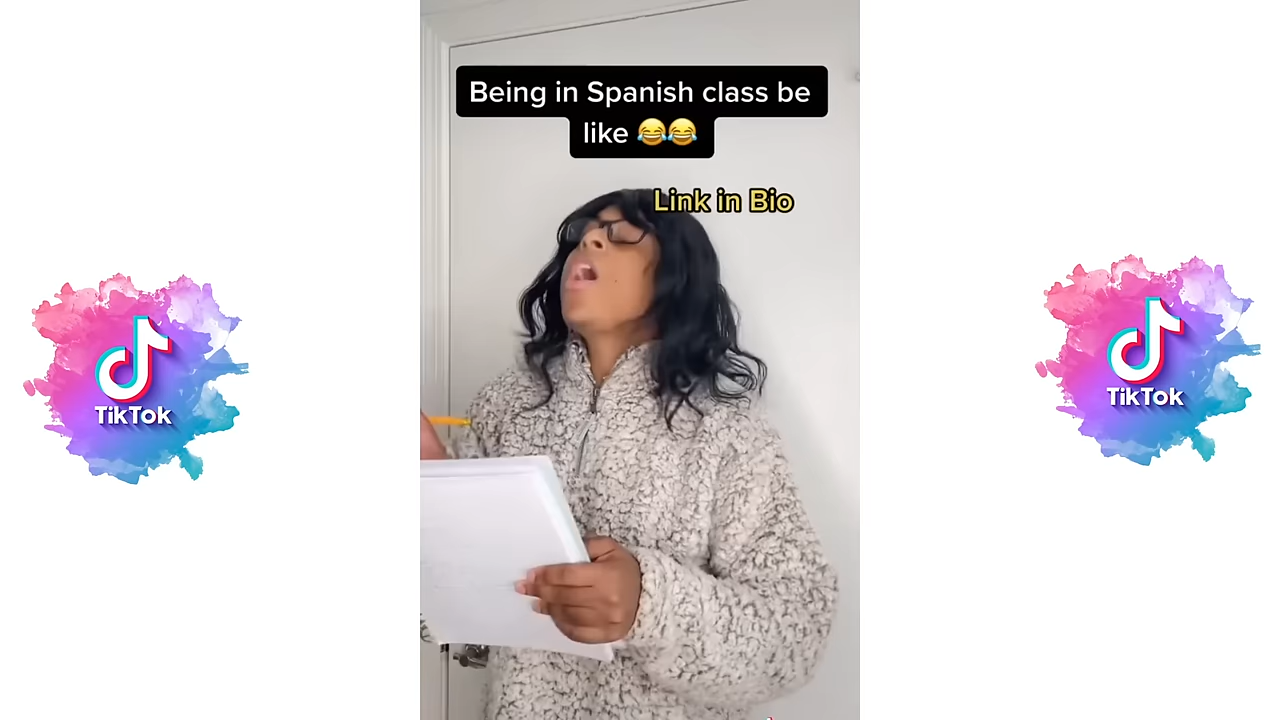 Being in Spanish class be
like 😂😂
Link in Bio
TikTok
TikTok